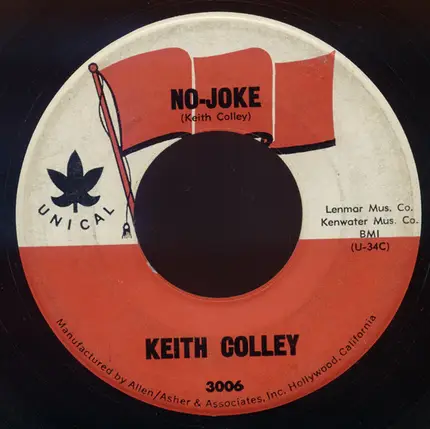 NO-JOKE
(Keith Colley)
UNICAL
Lenmar Mus. Co.
Kenwater Mus. Co.
BMI
(U-34C)
KEITH COLLEY
3006
Manufactured by Allen/Asher & Associates, Inc. Hollywood, California